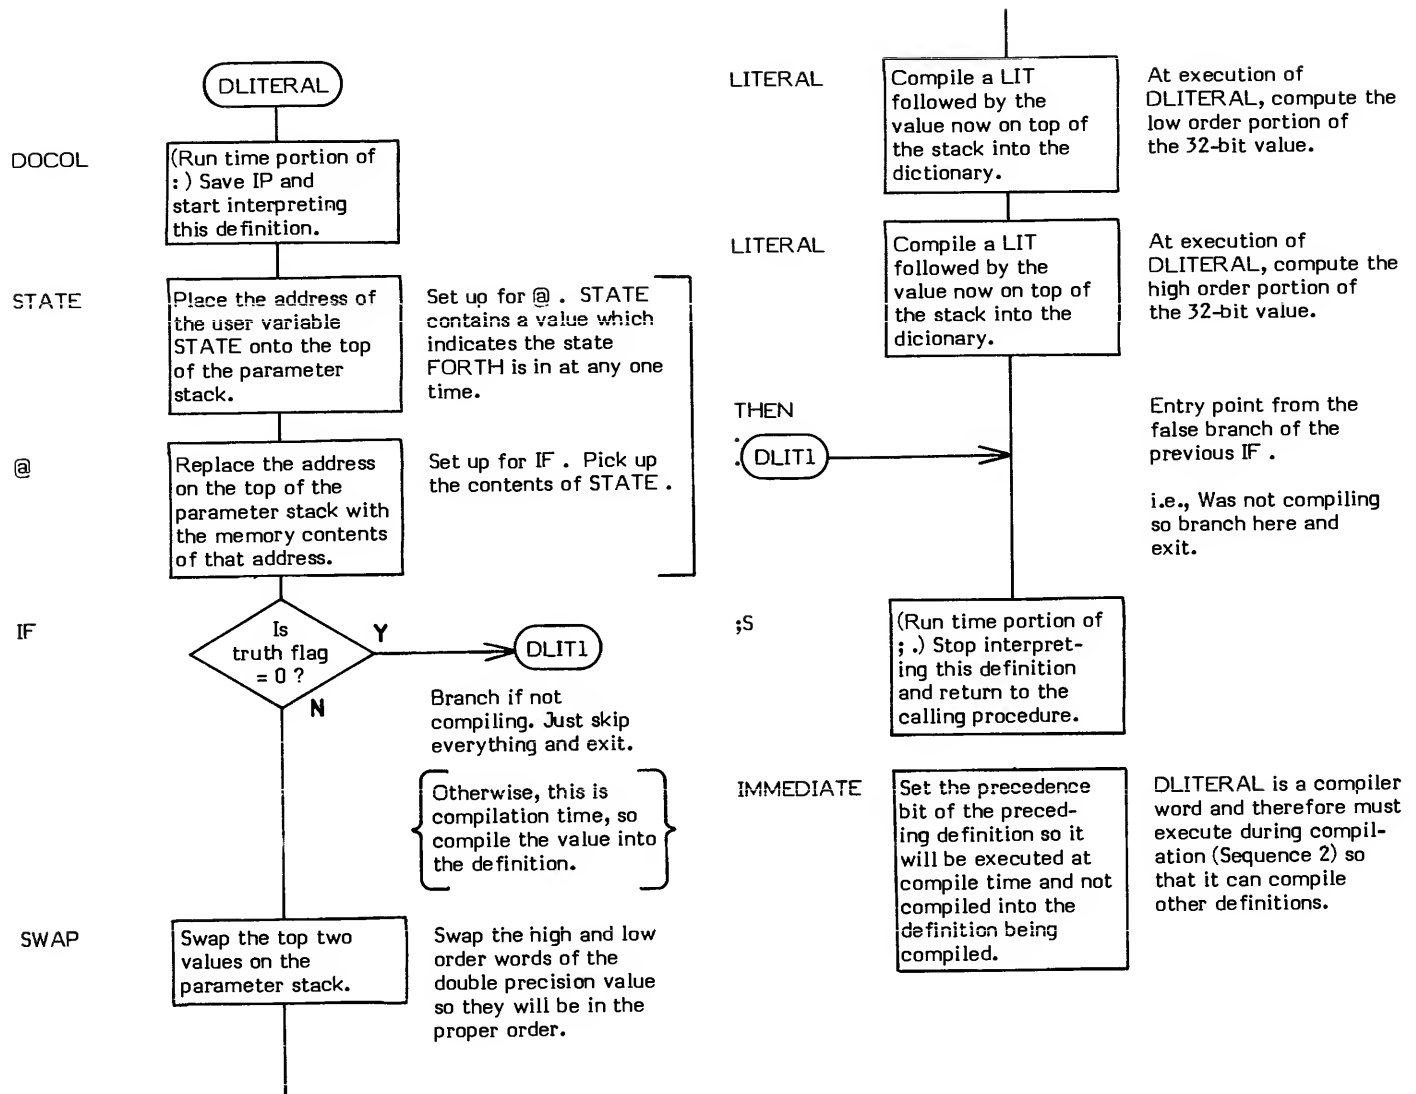 DLITERAL
DOCOL
(Run time portion of
: ) Save IP and
start interpreting
this definition.
STATE
Place the address of
the user variable
STATE onto the top
of the parameter
stack.
Set up for @ . STATE
contains a value which
indicates the state
FORTH is in at any one
time.
@
Replace the address
on the top of the
parameter stack with
the memory contents
of that address.
Set up for IF . Pick up
the contents of STATE .
IF
Is
truth flag
= 0 ?
Y
N
DLIT1
Branch if not
compiling. Just skip
everything and exit.
Otherwise, this is
compilation time, so
compile the value into
the definition.
SWAP
Swap the top two
values on the
parameter stack.
Swap the high and low
order words of the
double precision value
so they will be in the
proper order.
LITERAL
Compile a LIT
followed by the
value now on top of
the stack into the
dictionary.
At execution of
DLITERAL, compute the
low order portion of
the 32-bit value.
LITERAL
Compile a LIT
followed by the
value now on top of
the stack into the
dicionary.
At execution of
DLITERAL, compute the
high order portion of
the 32-bit value.
THEN
:
DLIT1
Entry point from the
false branch of the
previous IF .
i.e., Was not compiling
so branch here and
exit.
;S
(Run time portion of
; .) Stop interpret-
ing this definition
and return to the
calling procedure.
IMMEDIATE
Set the precedence
bit of the preced-
ing definition so it
will be executed at
compile time and not
compiled into the
definition being
compiled.
DLITERAL is a compiler
word and therefore must
execute during compil-
ation (Sequence 2) so
that it can compile
other definitions.